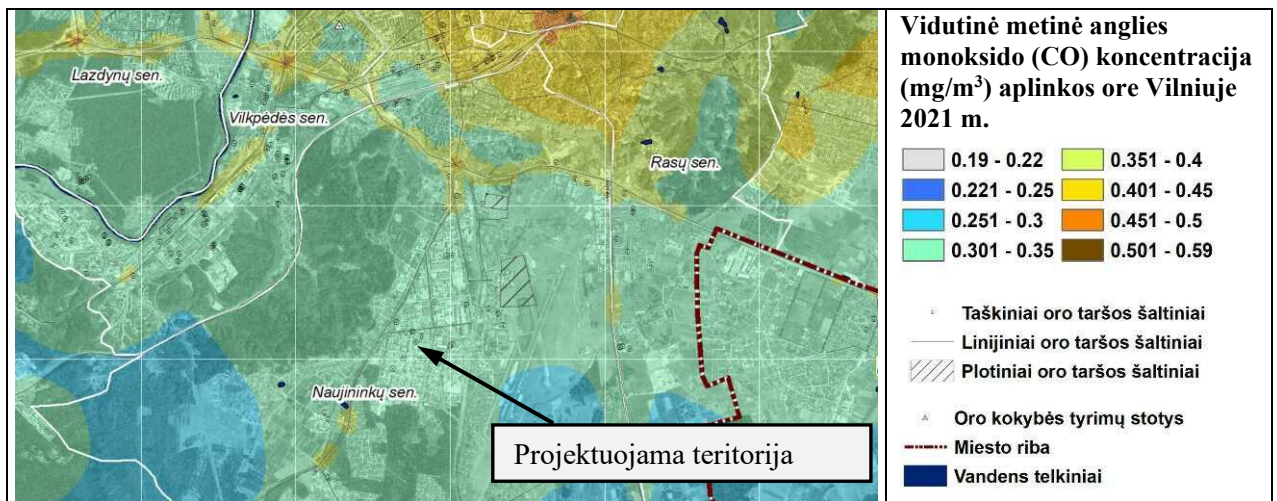 Lazdynų sen.
Vilkpėdės sen.
Rasų sen.
Naujininkų sen.
Projektuojama teritorija
Vidutinė metinė anglies
monoksido (CO) koncentracija
(mg/m³) aplinkos ore Vilniuje
2021 m.
0.19 - 0.22
0.351 - 0.4
0.221 - 0.25
0.401 - 0.45
0.251 - 0.3
0.451 - 0.5
0.301 - 0.35
0.501 - 0.59
Taškiniai oro taršos šaltiniai
Linijiniai oro taršos šaltiniai
Plotiniai oro taršos šaltiniai
Oro kokybės tyrimų stotys
Miesto riba
Vandens telkiniai